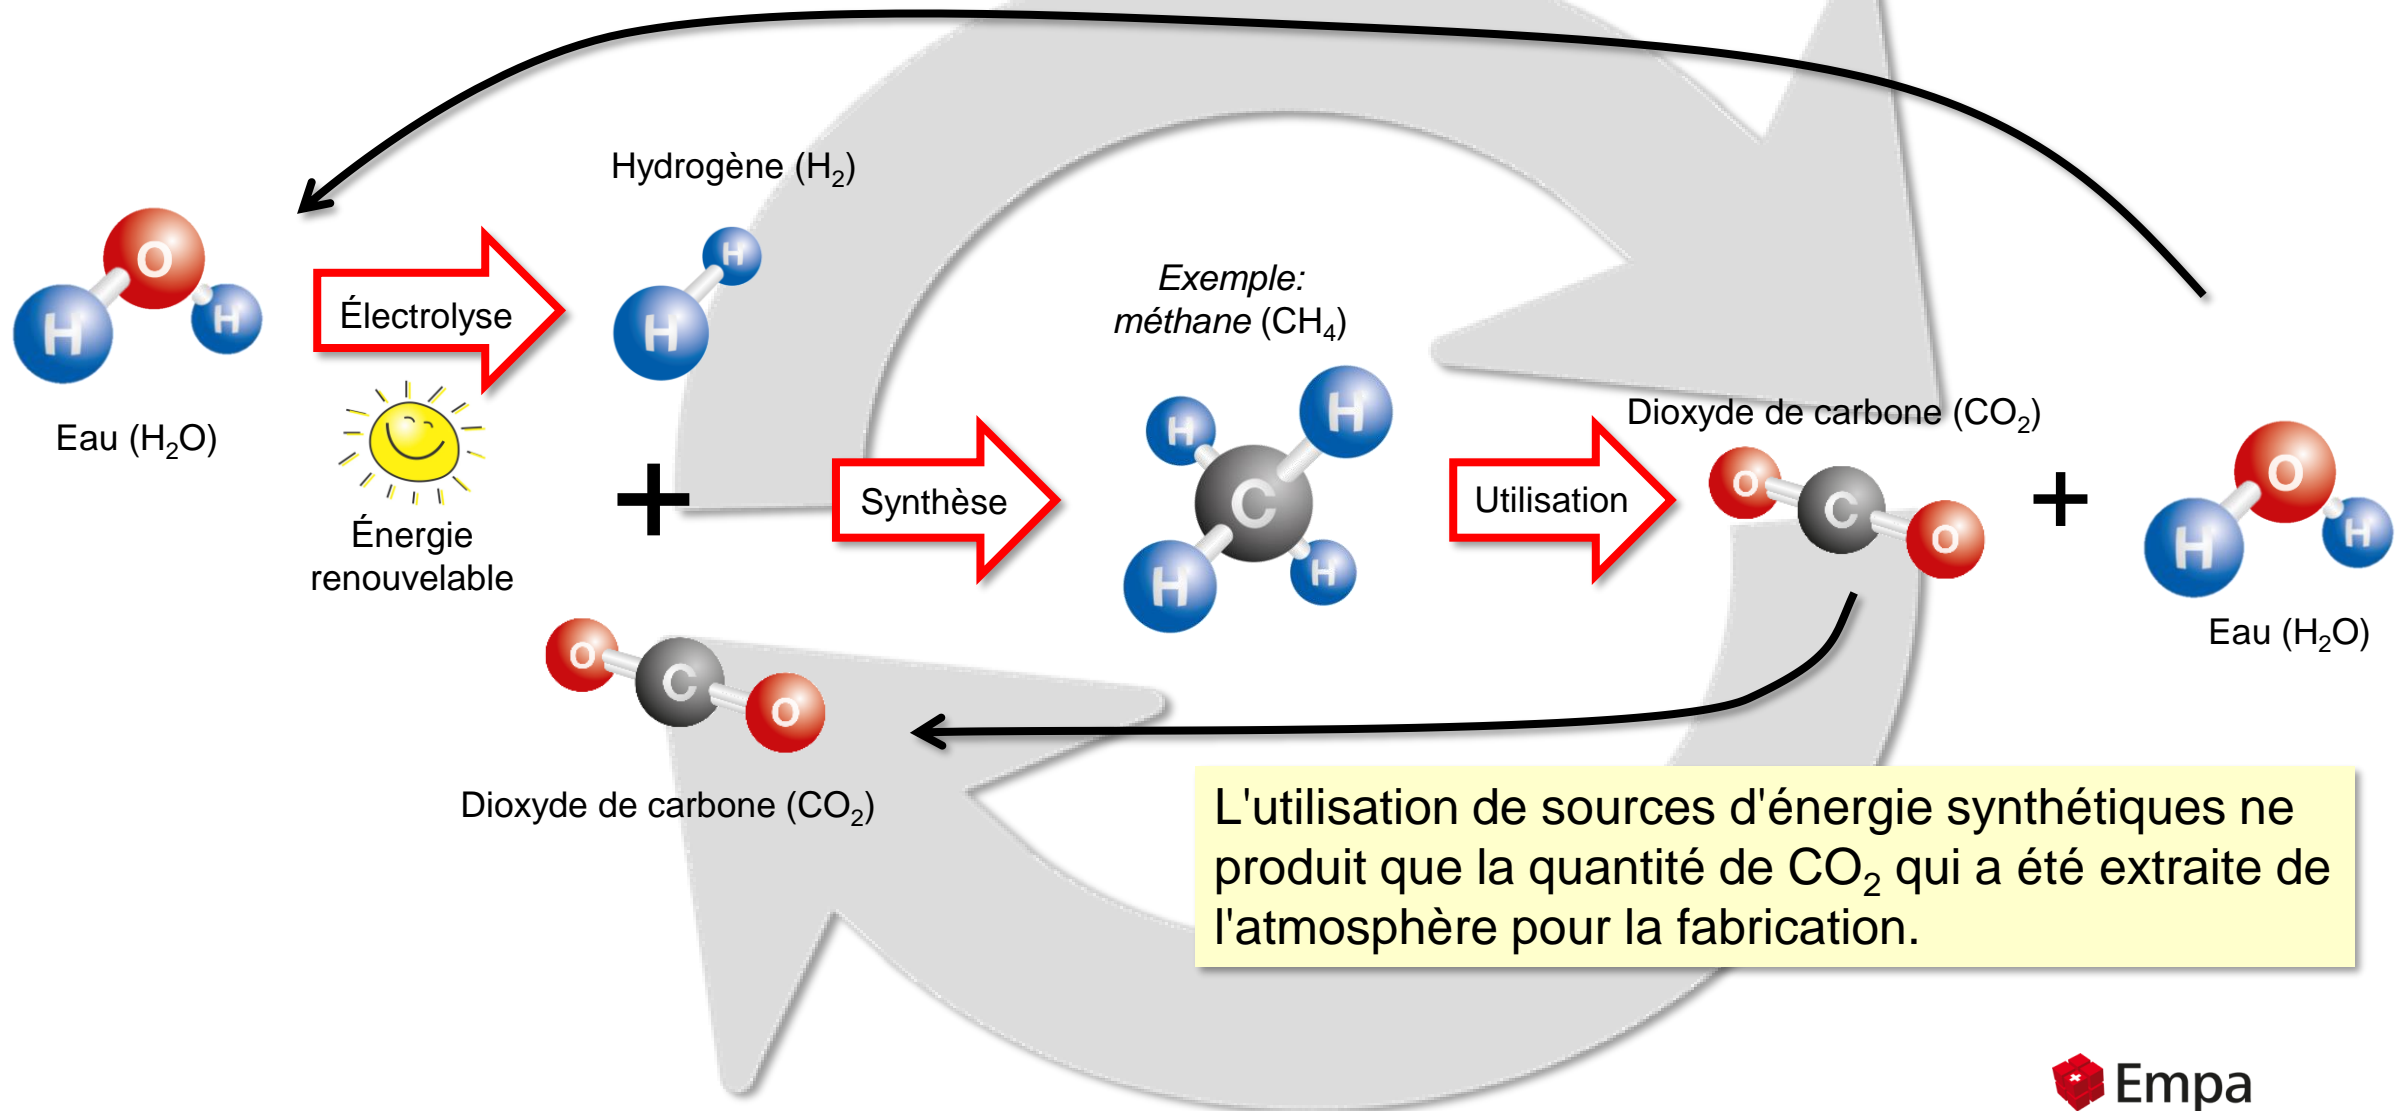 Hydrogène (H₂)
O
H
H
Électrolyse
H
H
Eau (H₂O)
Énergie
renouvelable
+
Synthèse
Exemple:
méthane (CH₄)
H
H
C
H
H
Utilisation
Dioxyde de carbone (CO₂)
O
C
O
+
O
H
H
Eau (H₂O)
O
C
O
Dioxyde de carbone (CO₂)
L'utilisation de sources d'énergie synthétiques ne
produit que la quantité de CO₂ qui a été extraite de
l'atmosphère pour la fabrication.
Empa